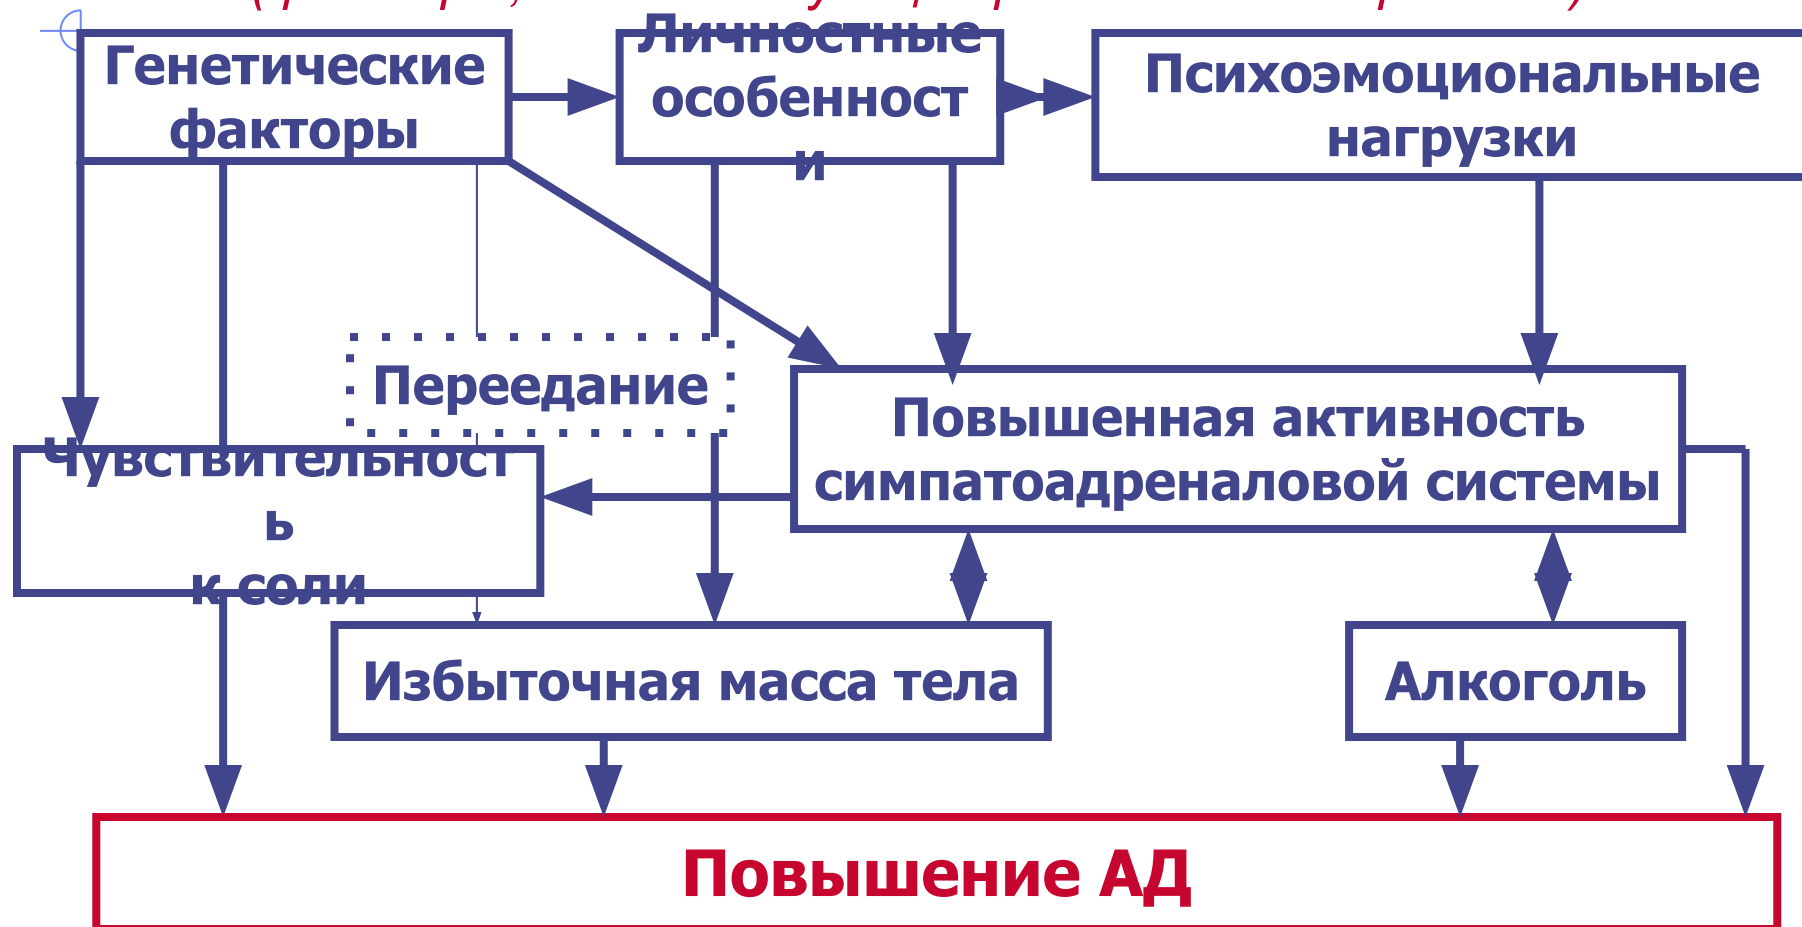 Генетические
факторы
Личностные
особенност
и
Психоэмоциональные
нагрузки
Переедание
Повышенная активность
симпатоадреналовой системы
Чувствительност
ь
к соли
Избыточная масса тела
Алкоголь
Повышение АД